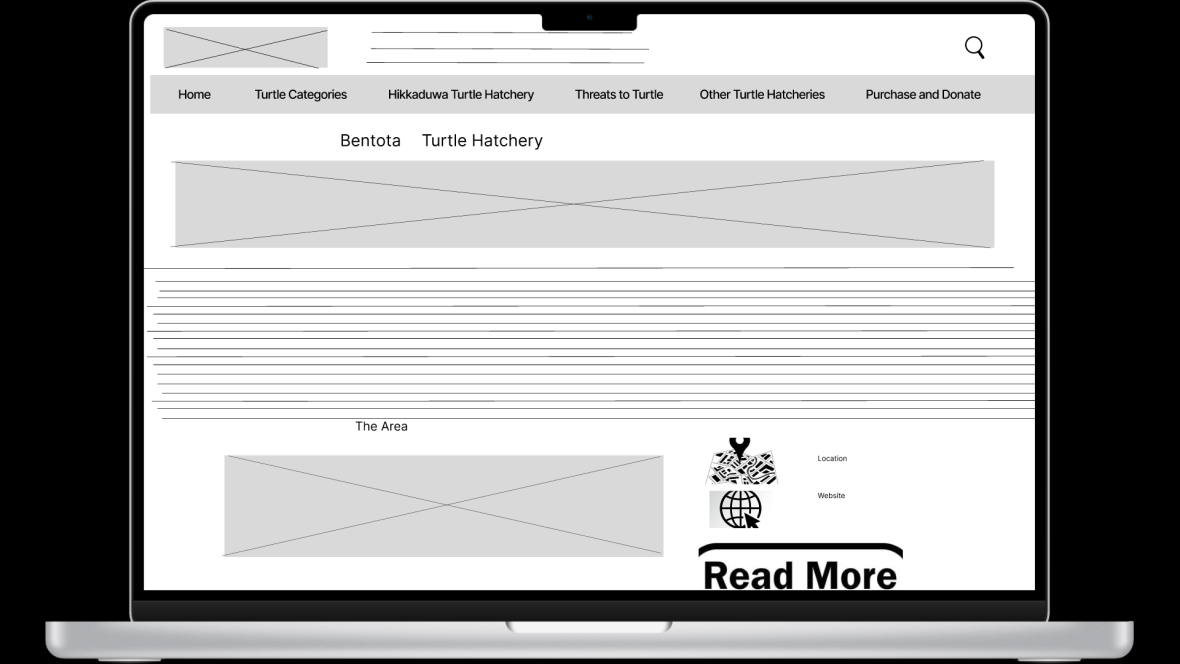 Home Turtle Categories Hikkaduwa Turtle Hatchery Threats to Turtle Other Turtle Hatcheries Purchase and Donate
Bentota Turtle Hatchery
The Area
Location
Website
Read More